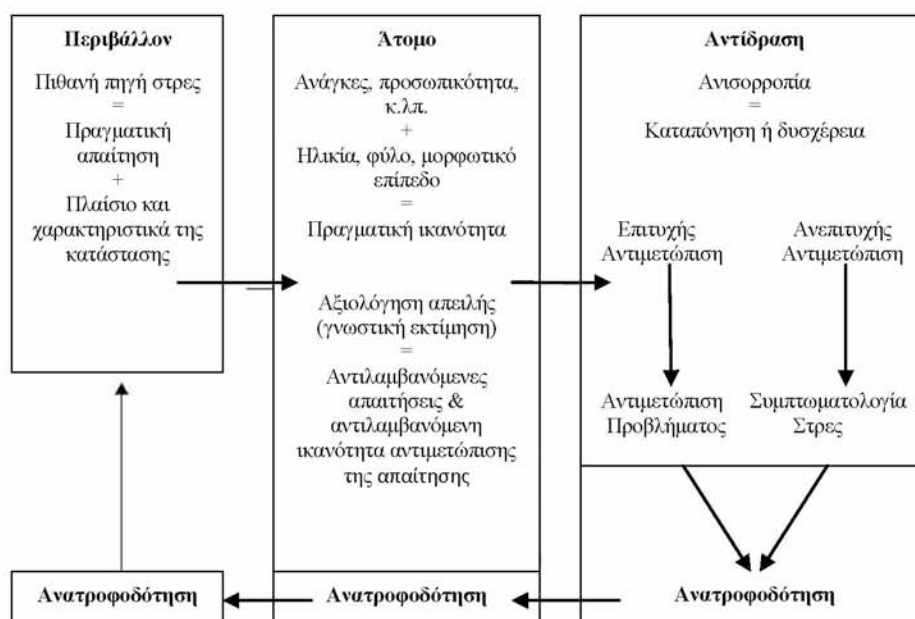 Περιβάλλον
Πιθανή πηγή στρες
=
Πραγματική
απαίτηση
+
Πλαίσιο και
χαρακτηριστικά της
κατάστασης
Άτομο
Ανάγκες, προσωπικότητα,
κ.λπ.
+
Ηλικία, φύλο, μορφωτικό
επίπεδο
=
Πραγματική ικανότητα
Αξιολόγηση απειλής
(γνωστική εκτίμηση)
=
Αντιλαμβανόμενες
απαιτήσεις &
αντιλαμβανόμενη
ικανότητα αντιμετώπισης
της απαίτησης
Αντίδραση
Ανισορροπία
=
Καταπόνηση ή δυσχέρεια
Επιτυχής
Αντιμετώπιση
Ανεπιτυχής
Αντιμετώπιση
Αντιμετώπιση
Προβλήματος
Συμπτωματολογία
Στρες
Ανατροφοδότηση
Ανατροφοδότηση
Ανατροφοδότηση